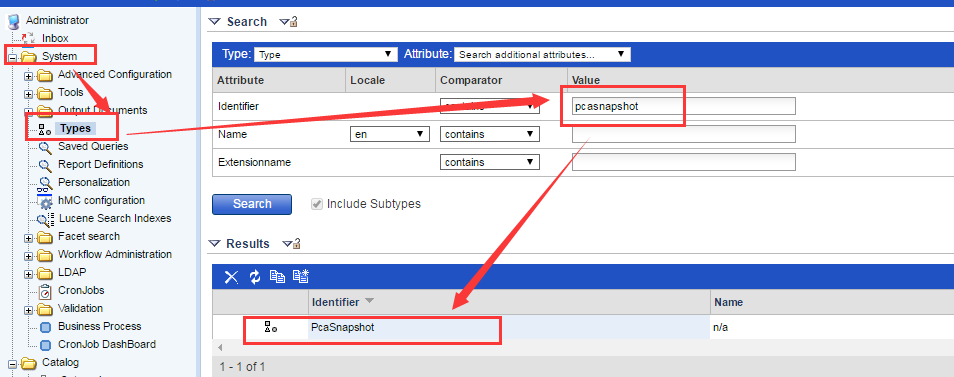 Administrator
Inbox
System
Advanced Configuration
Tools
Output Documents
Types
Saved Queries
Report Definitions
Personalization
hMC configuration
Lucene Search Indexes
Facet search
Workflow Administration
LDAP
CronJobs
Validation
Business Process
CronJob DashBoard
Catalog
Search
Type: Type Attribute: Search additional attributes...
Attribute Locale Comparator Value
Identifier contains pcasnapshot
Name en contains
Extensionname contains
Search Include Subtypes
Results
Identifier Name
PcaSnapshot n/a
1 - 1 of 1